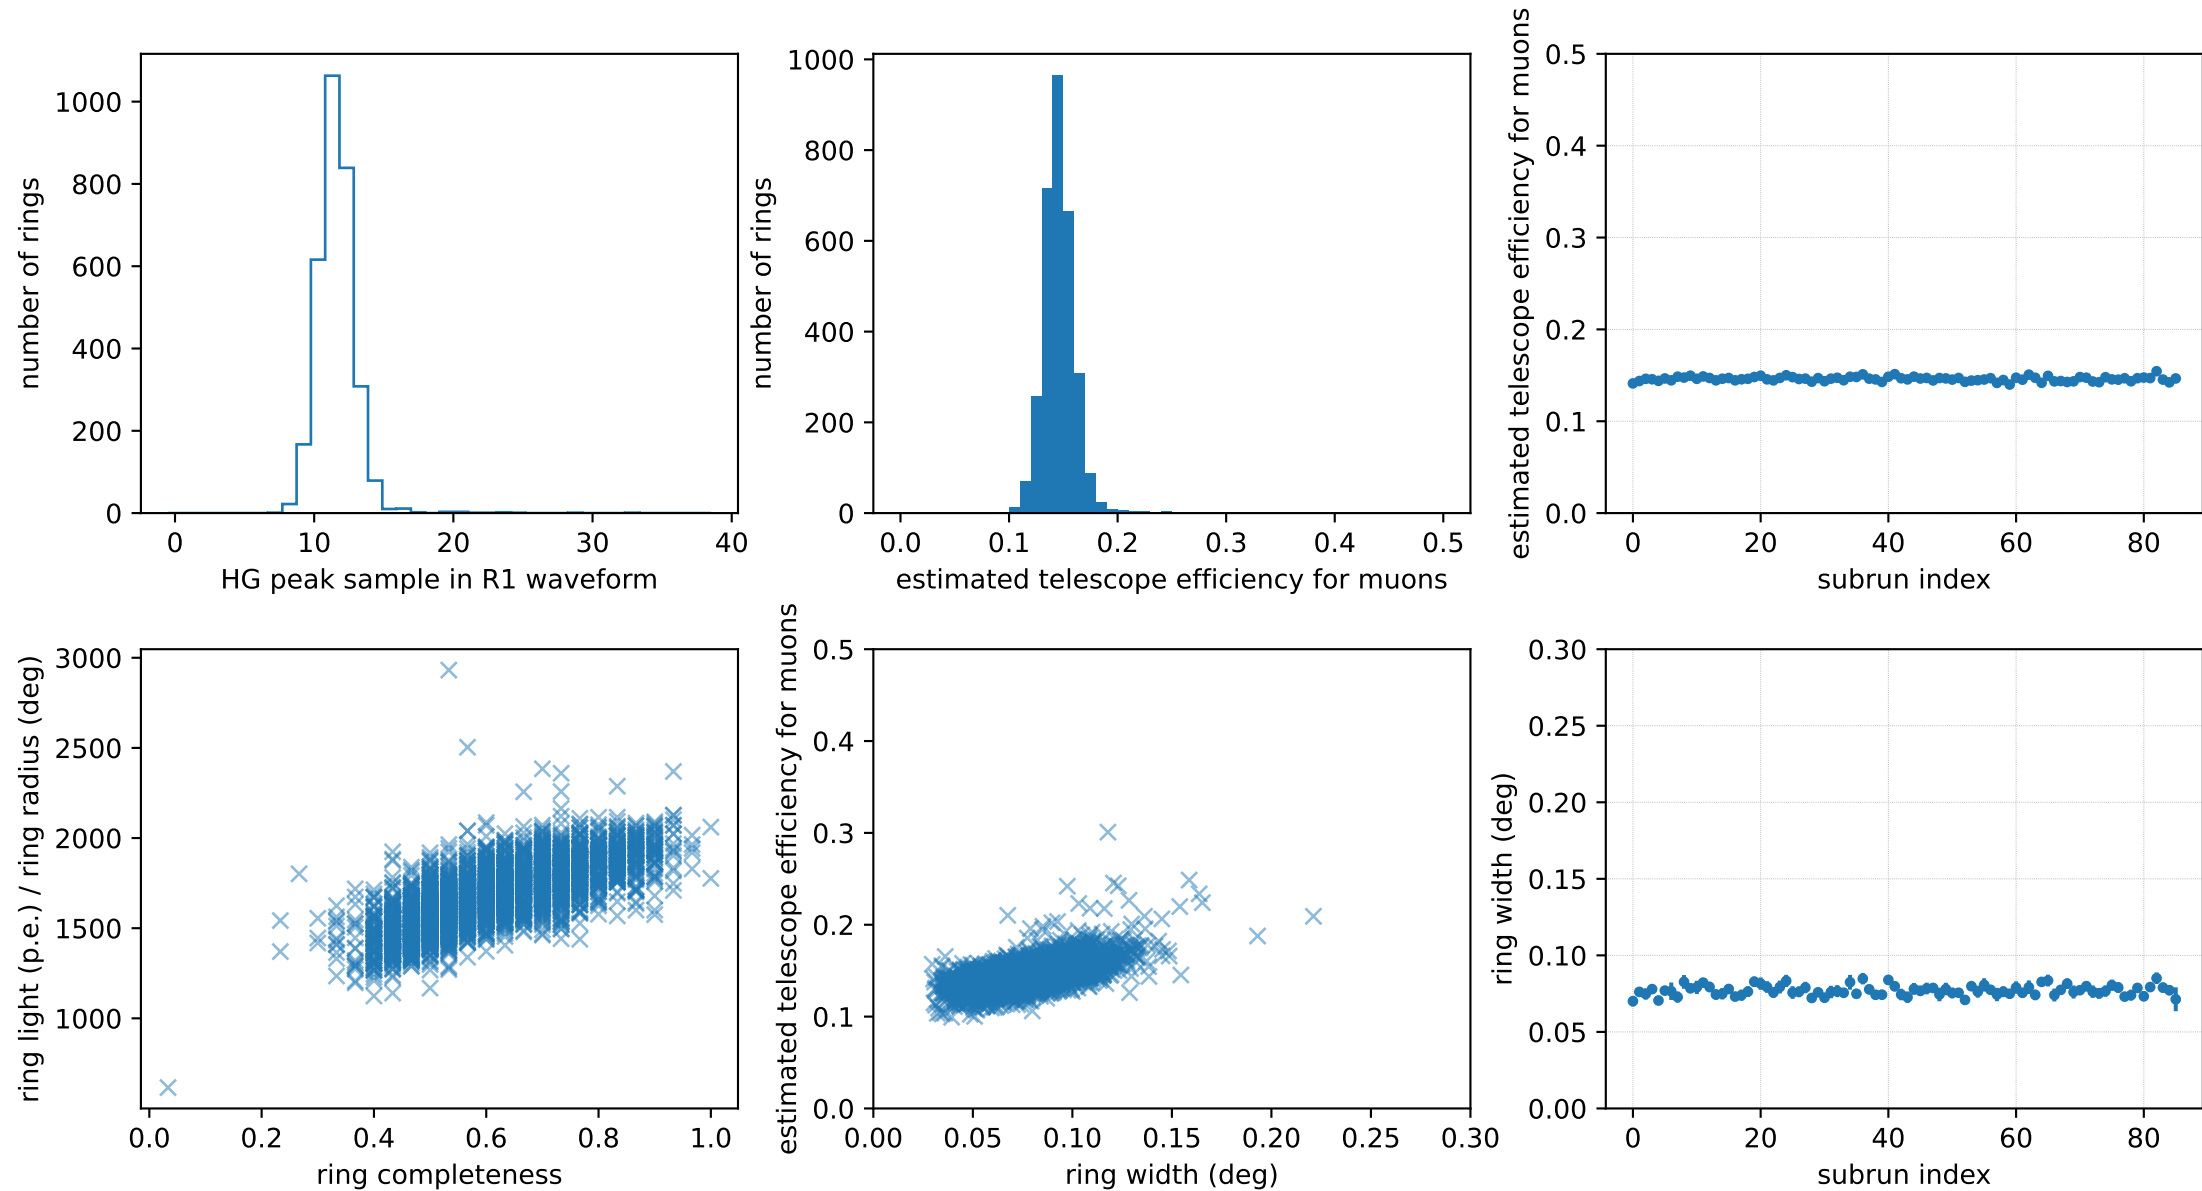 1000
800
600
400
200
0
number of rings
0 10 20 30 40
HG peak sample in R1 waveform
1000
800
600
400
200
0
number of rings
0.0 0.1 0.2 0.3 0.4 0.5
estimated telescope efficiency for muons
0.5
0.4
0.3
0.2
0.1
0.0
estimated telescope efficiency for muons
0 20 40 60 80
subrun index
3000
2500
2000
1500
1000
ring light (p.e.) / ring radius (deg)
0.0 0.2 0.4 0.6 0.8 1.0
ring completeness
0.5
0.4
0.3
0.2
0.1
0.0
estimated telescope efficiency for muons
0.00 0.05 0.10 0.15 0.20 0.25 0.30
ring width (deg)
0.30
0.25
0.20
0.15
0.10
0.05
0.00
ring width (deg)
0 20 40 60 80
subrun index